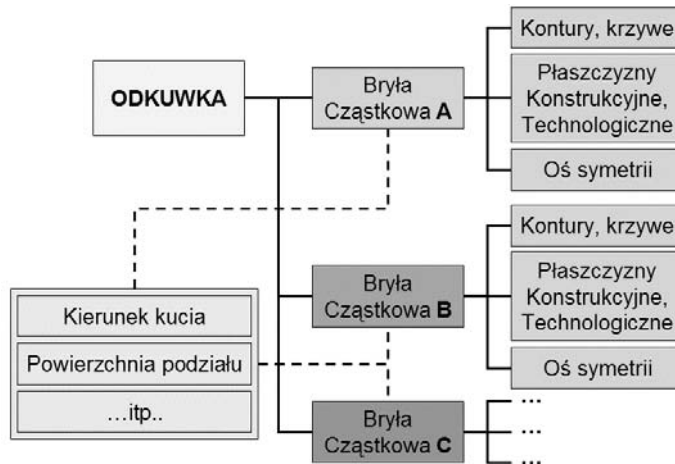 ODKUWKA
Bryła
Cząstkowa A
Kontury, krzywe
Płaszczyzny
Konstrukcyjne,
Technologiczne
Oś symetrii
Bryła
Cząstkowa B
Kontury, krzywe
Płaszczyzny
Konstrukcyjne,
Technologiczne
Oś symetrii
Kierunek kucia
Powierzchnia podziału
...itp..
Bryła
Cząstkowa C
...
...
...